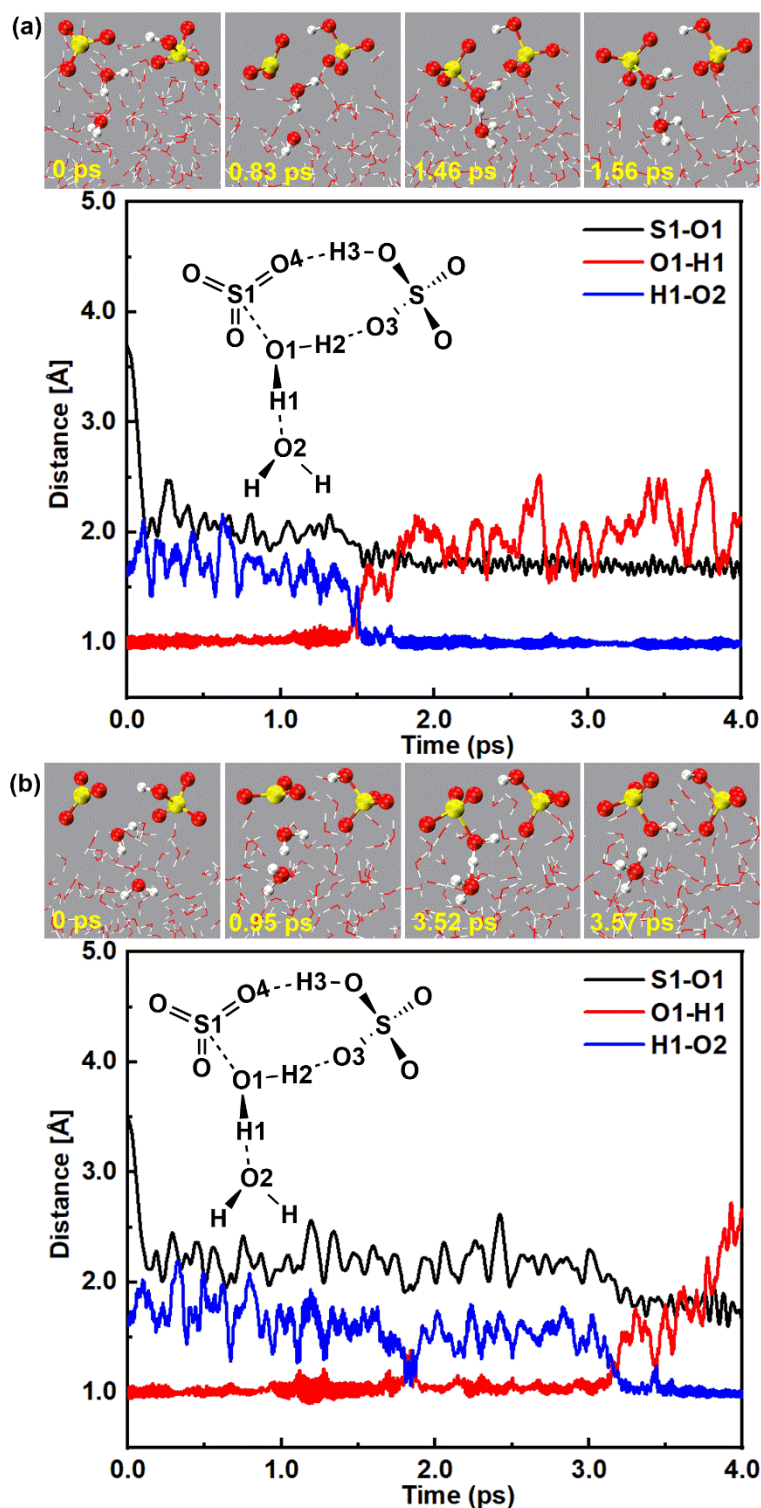 (a)
0 ps 0.83 ps 1.46 ps 1.56 ps
5.0
S1-O1
O1-H1
H1-O2
O4 H3 O
O S1 S O
O O3 O
O1 H2
H1
O2
H H
4.0
3.0
2.0
1.0
Distance [Å]
0.0 1.0 2.0 3.0 4.0
Time (ps)
(b)
0 ps 0.95 ps 3.52 ps 3.57 ps
5.0
S1-O1
O1-H1
H1-O2
O4 H3 O
O S1 S O
O O3 O
O1 H2
H1
O2
H H
4.0
3.0
2.0
1.0
Distance [Å]
0.0 1.0 2.0 3.0 4.0
Time (ps)